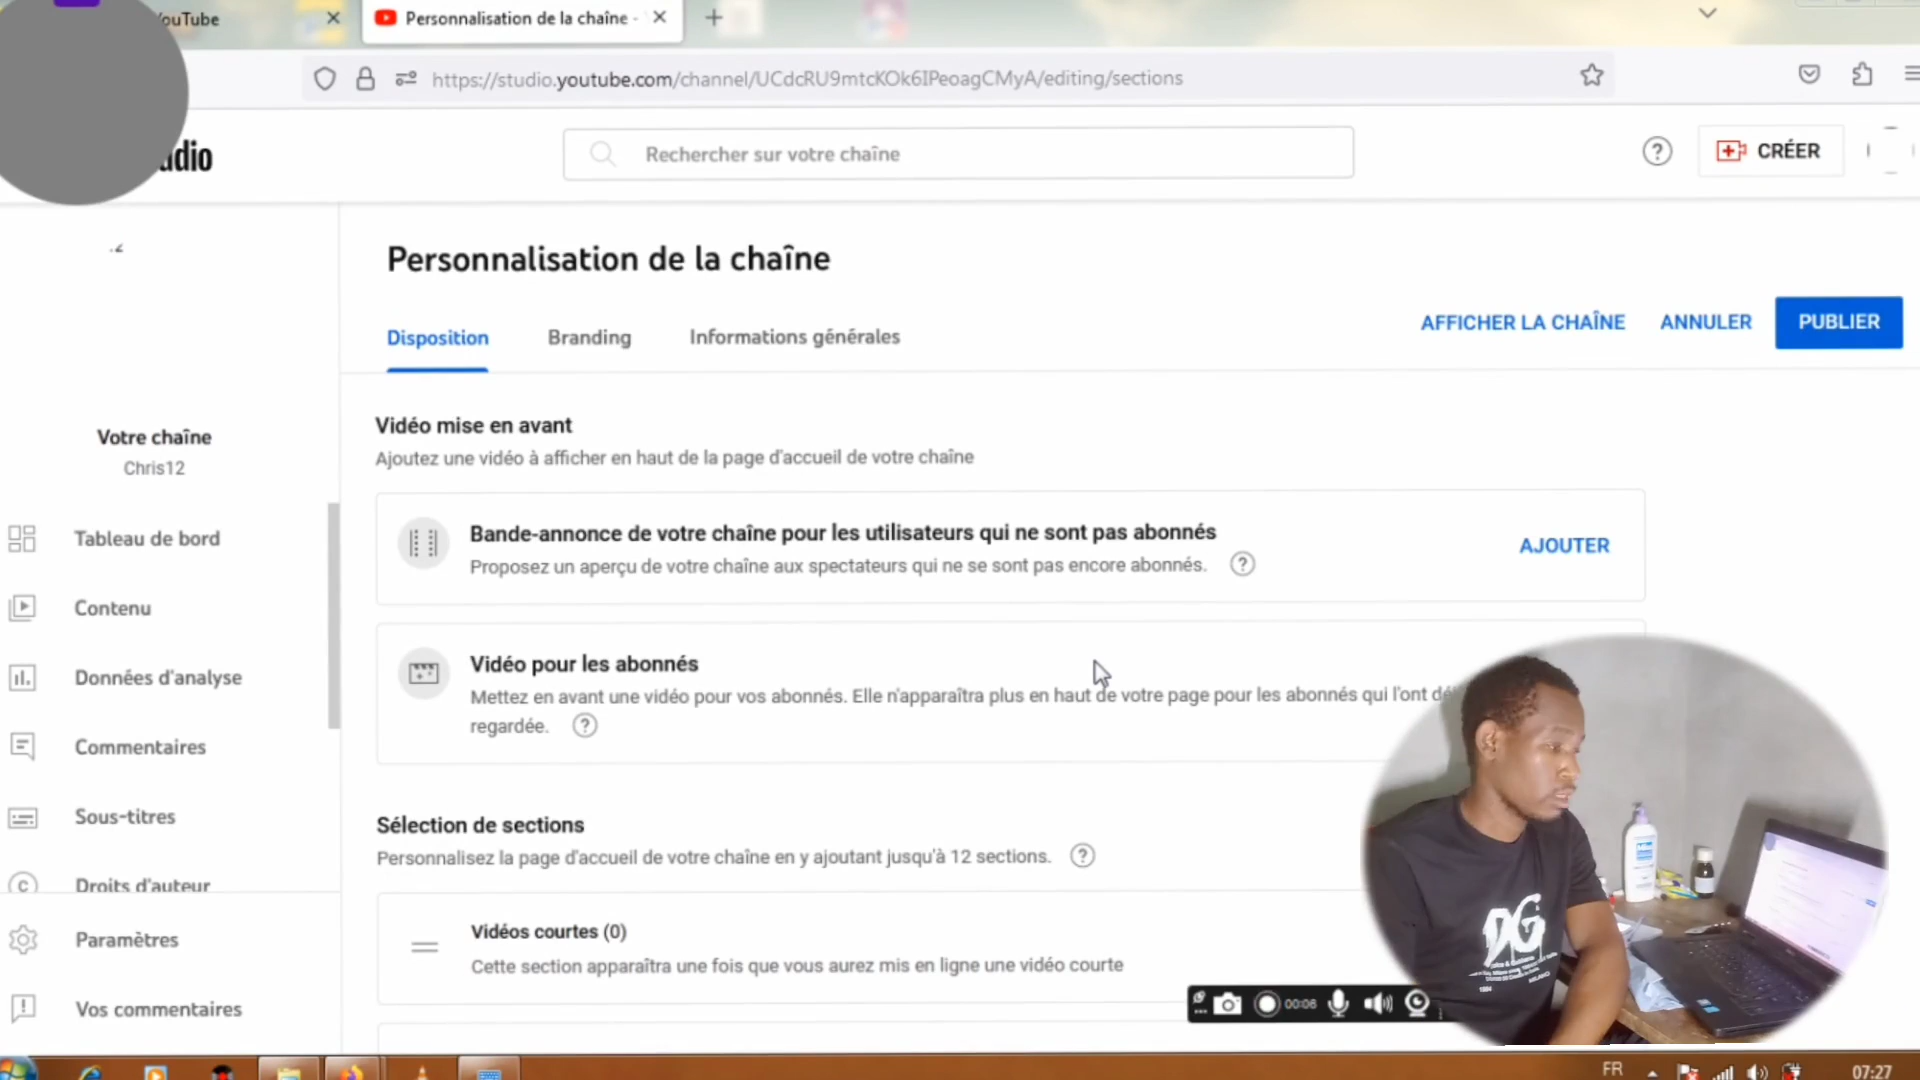 YouTube
Personnalisation de la chaîne -
https://studio.youtube.com/channel/UCdcRU9mtcKOk6IPeoagCMyA/editing/sections
dio
Rechercher sur votre chaîne
CRÉER
Personnalisation de la chaîne
Disposition
Branding
Informations générales
AFFICHER LA CHAÎNE
ANNULER
PUBLIER
Votre chaîne
Chris12
Tableau de bord
Contenu
Données d'analyse
Commentaires
Sous-titres
Droits d'auteur
Paramètres
Vos commentaires
Vidéo mise en avant
Ajoutez une vidéo à afficher en haut de la page d'accueil de votre chaîne
Bande-annonce de votre chaîne pour les utilisateurs qui ne sont pas abonnés
Proposez un aperçu de votre chaîne aux spectateurs qui ne se sont pas encore abonnés.
AJOUTER
Vidéo pour les abonnés
Mettez en avant une vidéo pour vos abonnés. Elle n'apparaîtra plus en haut de votre page pour les abonnés qui l'ont dé
regardée.
Sélection de sections
Personnalisez la page d'accueil de votre chaîne en y ajoutant jusqu'à 12 sections.
Vidéos courtes (0)
Cette section apparaîtra une fois que vous aurez mis en ligne une vidéo courte
00:06
DG
FR
07:27